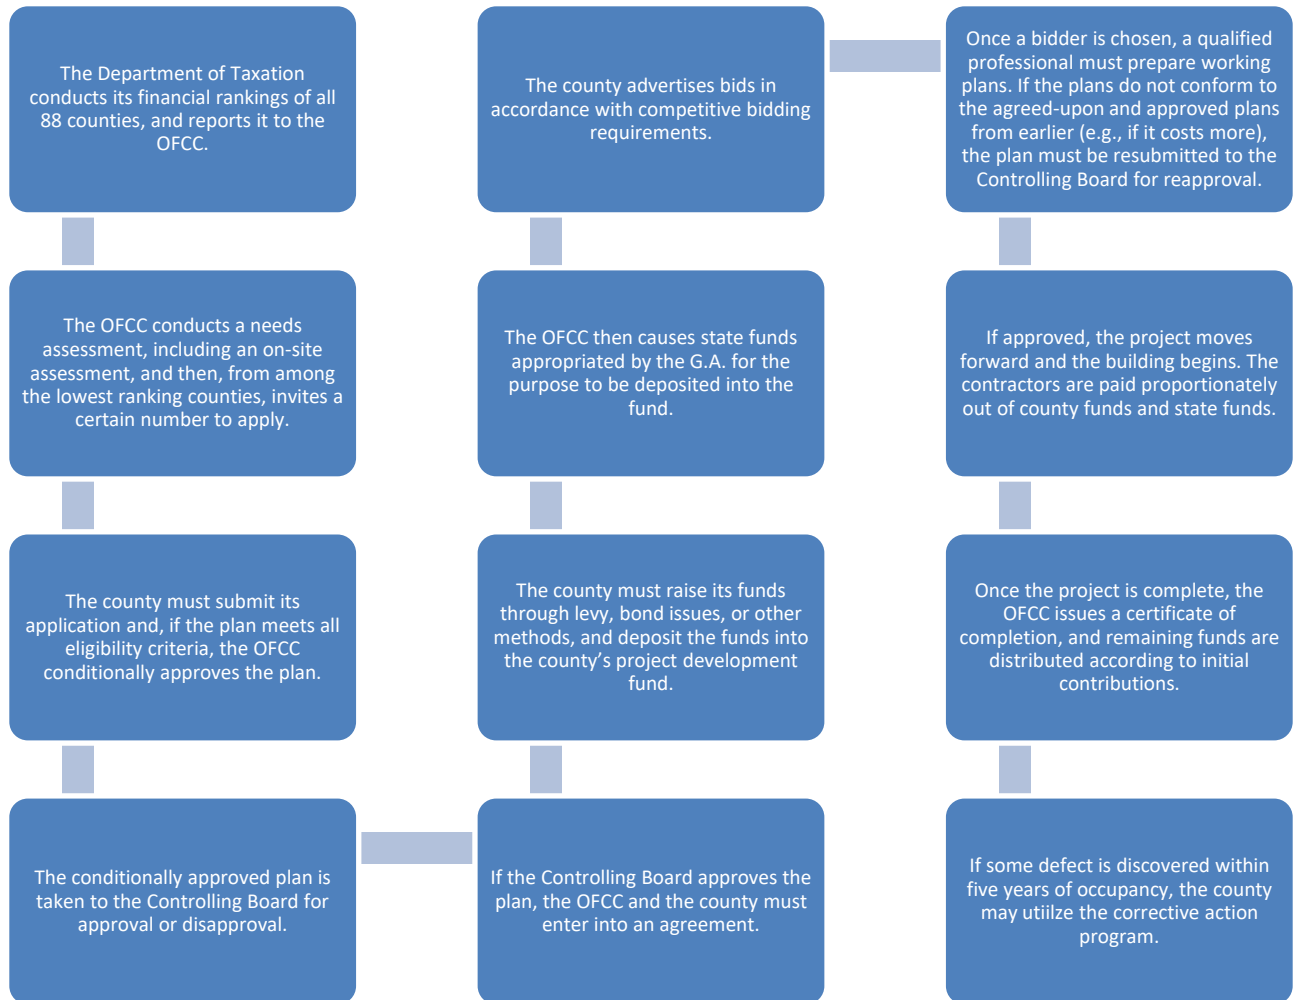 The Department of Taxation
conducts its financial rankings of all
88 counties, and reports it to the
OFCC.
The OFCC conducts a needs
assessment, including an on-site
assessment, and then, from among
the lowest ranking counties, invites a
certain number to apply.
The county must submit its
application and, if the plan meets all
eligibility criteria, the OFCC
conditionally approves the plan.
The conditionally approved plan is
taken to the Controlling Board for
approval or disapproval.
If the Controlling Board approves the
plan, the OFCC and the county must
enter into an agreement.
The county must raise its funds
through levy, bond issues, or other
methods, and deposit the funds into
the county’s project development
fund.
The OFCC then causes state funds
appropriated by the G.A. for the
purpose to be deposited into the
fund.
The county advertises bids in
accordance with competitive bidding
requirements.
Once a bidder is chosen, a qualified
professional must prepare working
plans. If the plans do not conform to
the agreed-upon and approved plans
from earlier (e.g., if it costs more),
the plan must be resubmitted to the
Controlling Board for reapproval.
If approved, the project moves
forward and the building begins. The
contractors are paid proportionately
out of county funds and state funds.
Once the project is complete, the
OFCC issues a certificate of
completion, and remaining funds are
distributed according to initial
contributions.
If some defect is discovered within
five years of occupancy, the county
may utiilze the corrective action
program.